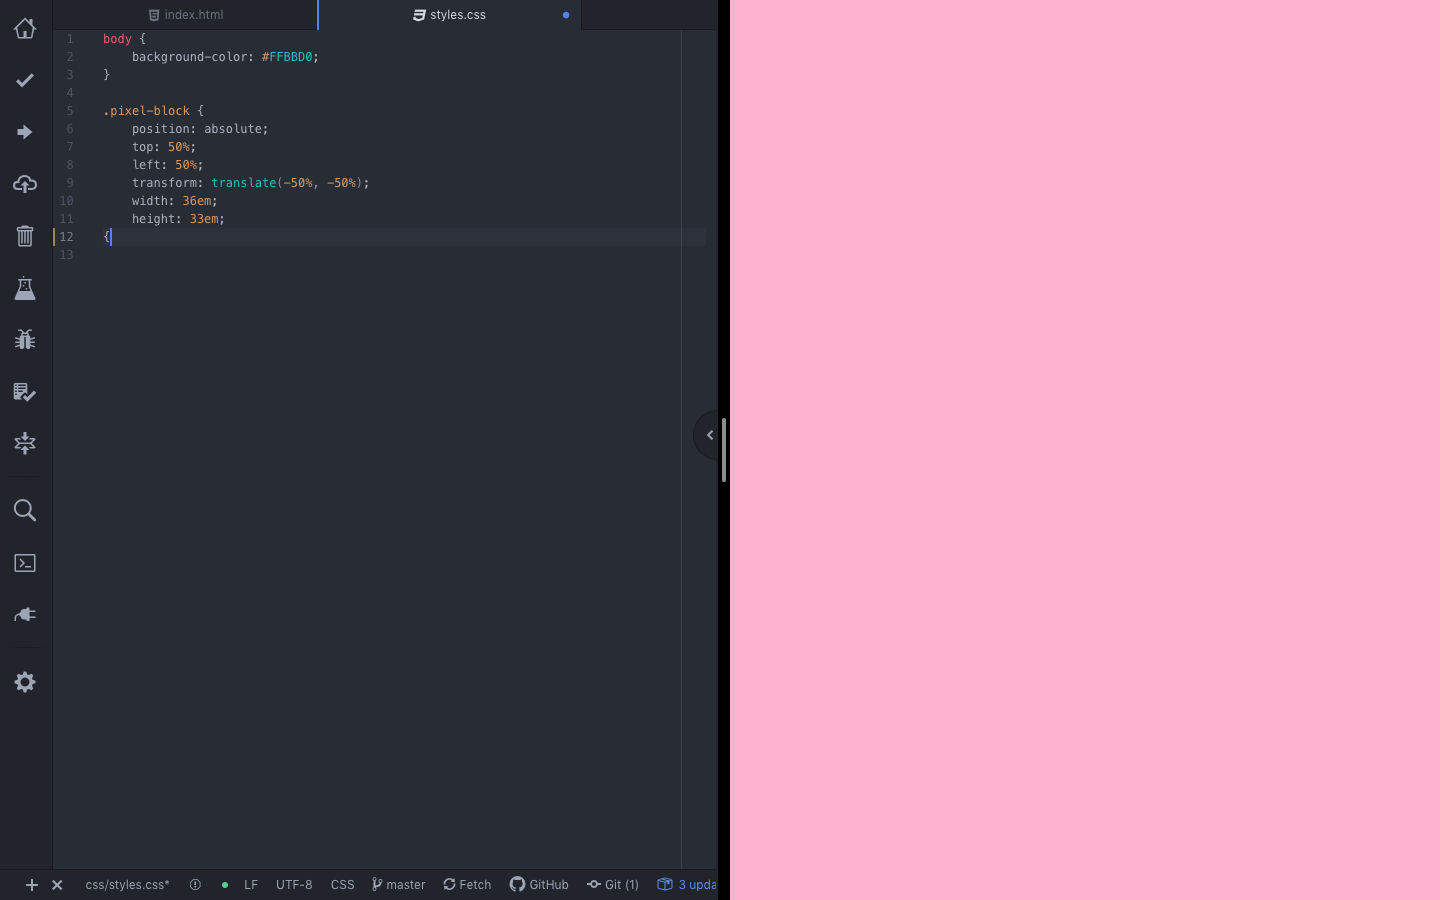 index.html
styles.css
1 body {
2     background-color: #FFBBD0;
3 }
4
5 .pixel-block {
6     position: absolute;
7     top: 50%;
8     left: 50%;
9     transform: translate(-50%, -50%);
10     width: 36em;
11     height: 33em;
12 {
13
css/styles.css* LF UTF-8 CSS master Fetch GitHub Git (1) 3 upda